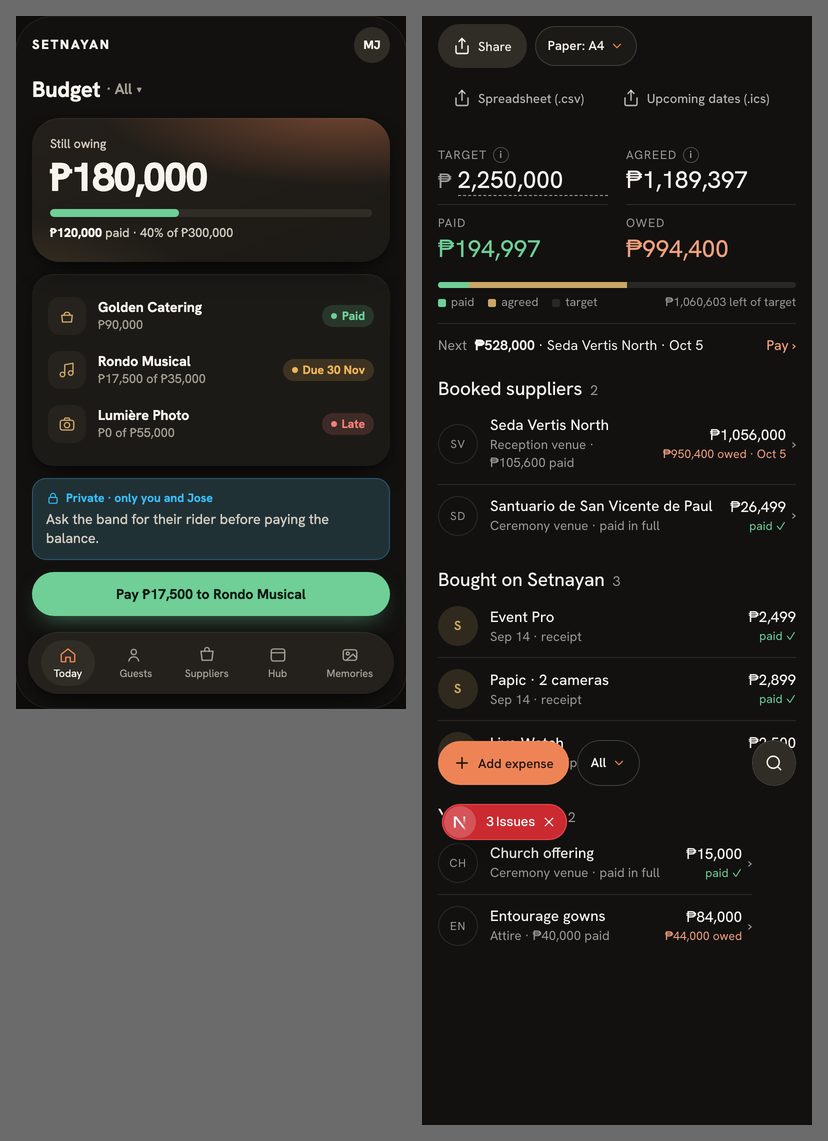 SETNAYAN
MJ
Budget · All ▾
Still owing
₱180,000
₱120,000 paid · 40% of ₱300,000
Golden Catering
₱90,000
Paid
Rondo Musical
₱17,500 of ₱35,000
Due 30 Nov
Lumière Photo
₱0 of ₱55,000
Late
Private · only you and Jose
Ask the band for their rider before paying the
balance.
Pay ₱17,500 to Rondo Musical
Today
Guests
Suppliers
Hub
Memories
Share
Paper: A4
Spreadsheet (.csv)
Upcoming dates (.ics)
TARGET
AGREED
₱ 2,250,000
₱1,189,397
PAID
OWED
₱194,997
₱994,400
paid
agreed
target
₱1,060,603 left of target
Next ₱528,000 · Seda Vertis North · Oct 5
Pay ›
Booked suppliers 2
SV
Seda Vertis North
Reception venue ·
₱105,600 paid
₱1,056,000
₱950,400 owed · Oct 5
SD
Santuario de San Vicente de Paul
Ceremony venue · paid in full
₱26,499
paid ✓
Bought on Setnayan 3
S
Event Pro
Sep 14 · receipt
₱2,499
paid ✓
S
Papic · 2 cameras
Sep 14 · receipt
₱2,899
paid ✓
Add expense
All
N
3 Issues
2
CH
Church offering
Ceremony venue · paid in full
₱15,000
paid ✓
EN
Entourage gowns
Attire · ₱40,000 paid
₱84,000
₱44,000 owed